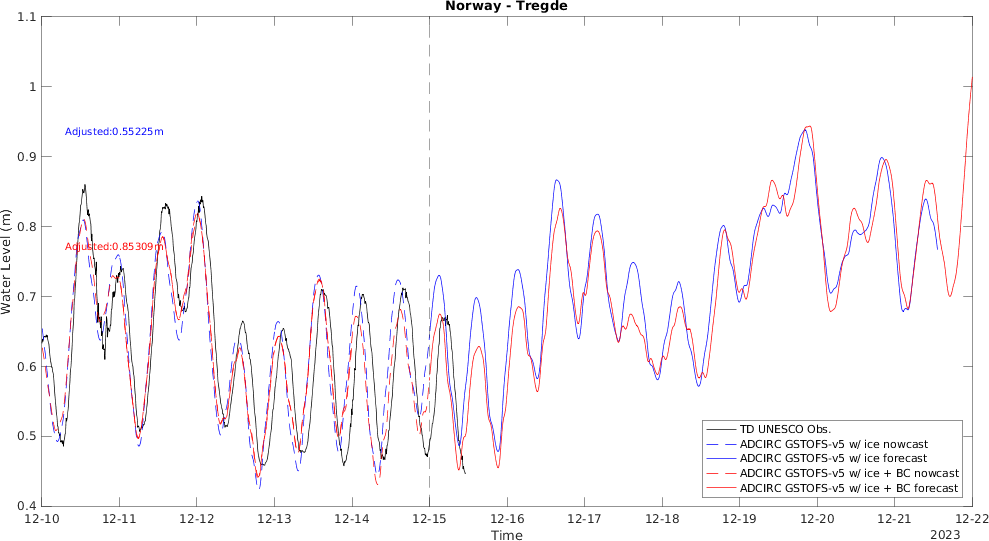 Norway - Tregde
1.1
1
0.9
0.8
0.7
0.6
0.5
0.4
Water Level (m)
Adjusted:0.55225m
Adjusted:0.85309m
TD UNESCO Obs.
ADCIRC GSTOFS-v5 w/ ice nowcast
ADCIRC GSTOFS-v5 w/ ice forecast
ADCIRC GSTOFS-v5 w/ ice + BC nowcast
ADCIRC GSTOFS-v5 w/ ice + BC forecast
12-10 12-11 12-12 12-13 12-14 12-15 12-16 12-17 12-18 12-19 12-20 12-21 12-22
Time
2023